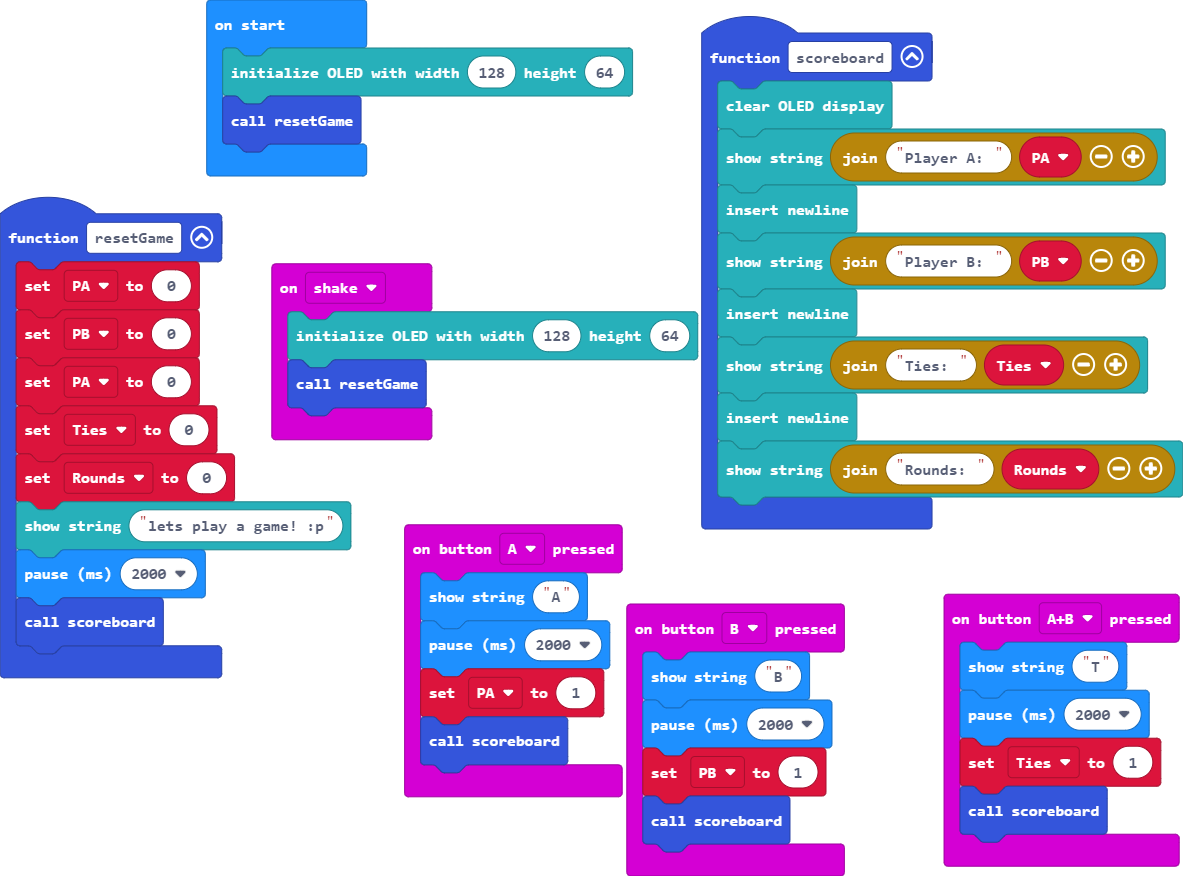 on start
initialize OLED with width 128 height 64
call resetGame
function resetGame
set PA to 0
set PB to 0
set PA to 0
set Ties to 0
set Rounds to 0
show string "lets play a game! :p"
pause (ms) 2000
call scoreboard
on shake
initialize OLED with width 128 height 64
call resetGame
function scoreboard
clear OLED display
show string join "Player A: " PA
insert newline
show string join "Player B: " PB
insert newline
show string join "Ties: " Ties
insert newline
show string join "Rounds: " Rounds
on button A pressed
show string "A"
pause (ms) 2000
set PA to 1
call scoreboard
on button B pressed
show string "B"
pause (ms) 2000
set PB to 1
call scoreboard
on button A+B pressed
show string "T"
pause (ms) 2000
set Ties to 1
call scoreboard